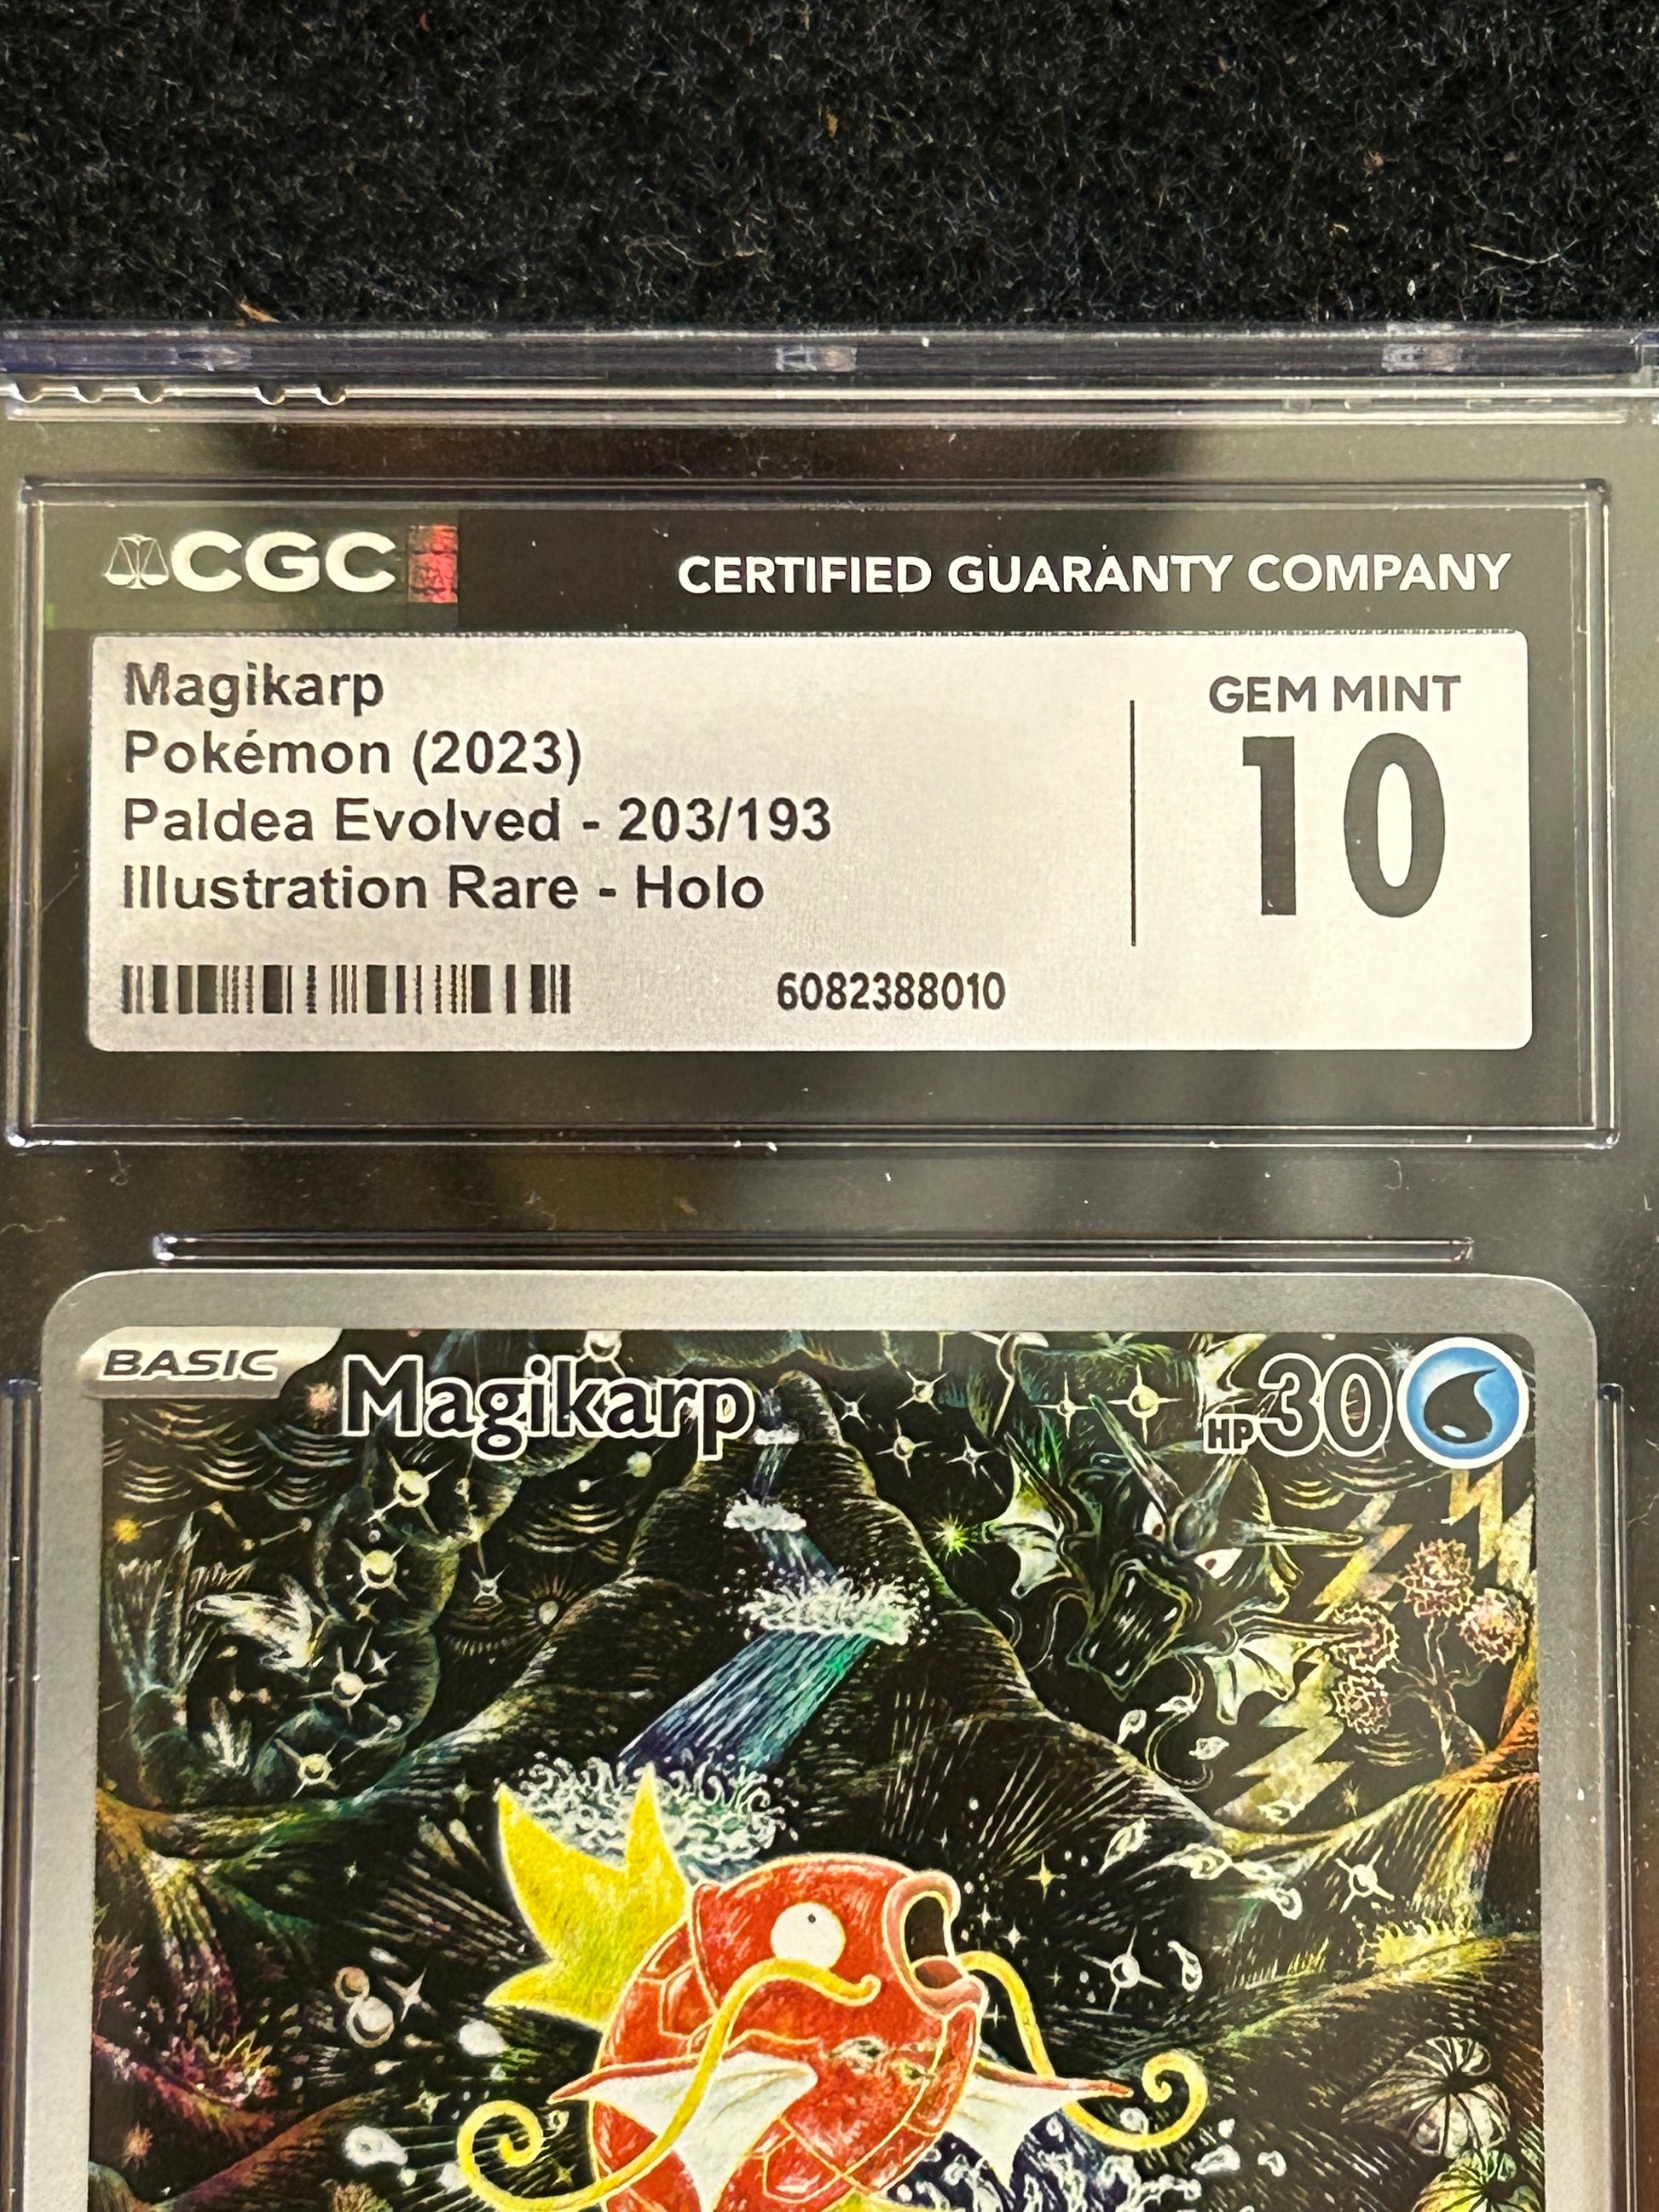 CGC
CERTIFIED GUARANTY COMPANY
Magikarp
Pokémon (2023)
Paldea Evolved - 203/193
Illustration Rare - Holo
6082388010
GEM MINT
10
BASIC
Magikarp
HP30